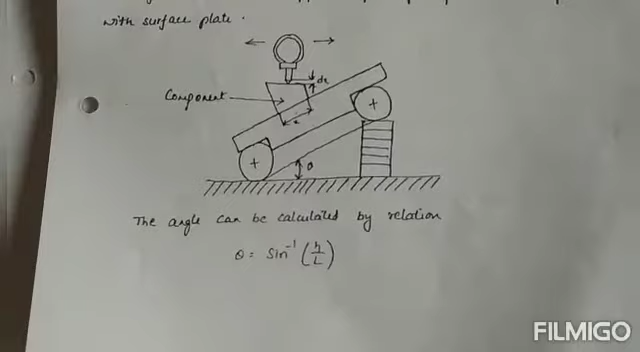 with surface plate.
dx
Component
x
θ
The angle can be calculated by relation
θ = Sin⁻¹ (h/L)
FILMIGO